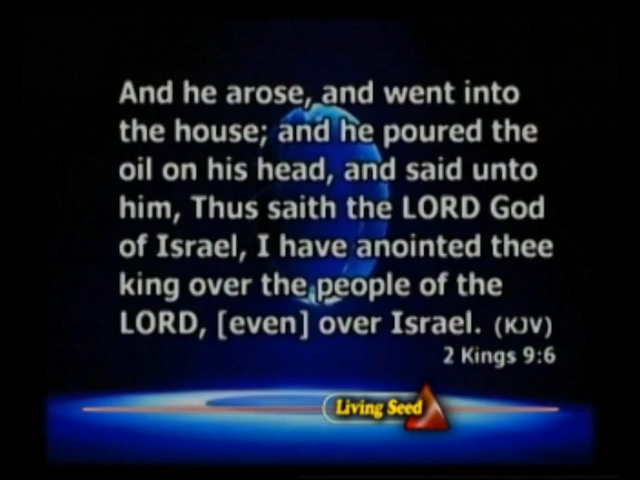 And he arose, and went into
the house; and he poured the
oil on his head, and said unto
him, Thus saith the LORD God
of Israel, I have anointed thee
king over the people of the
LORD, [even] over Israel. (KJV)
2 Kings 9:6
Living Seed